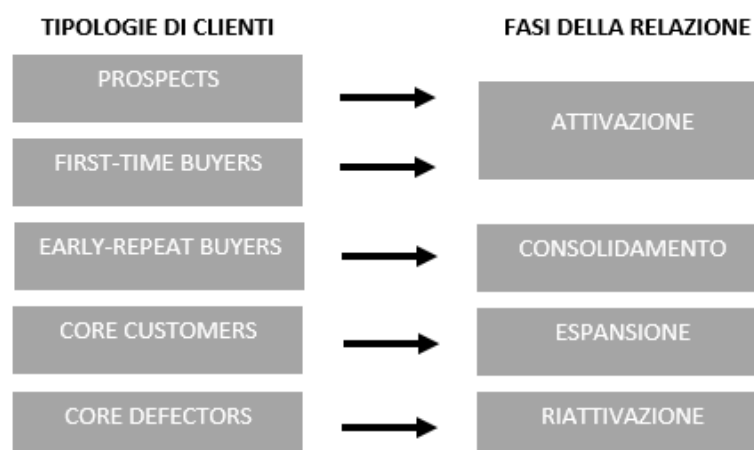 TIPOLOGIE DI CLIENTI
FASI DELLA RELAZIONE
PROSPECTS
ATTIVAZIONE
FIRST-TIME BUYERS
EARLY-REPEAT BUYERS
CONSOLIDAMENTO
CORE CUSTOMERS
ESPANSIONE
CORE DEFECTORS
RIATTIVAZIONE